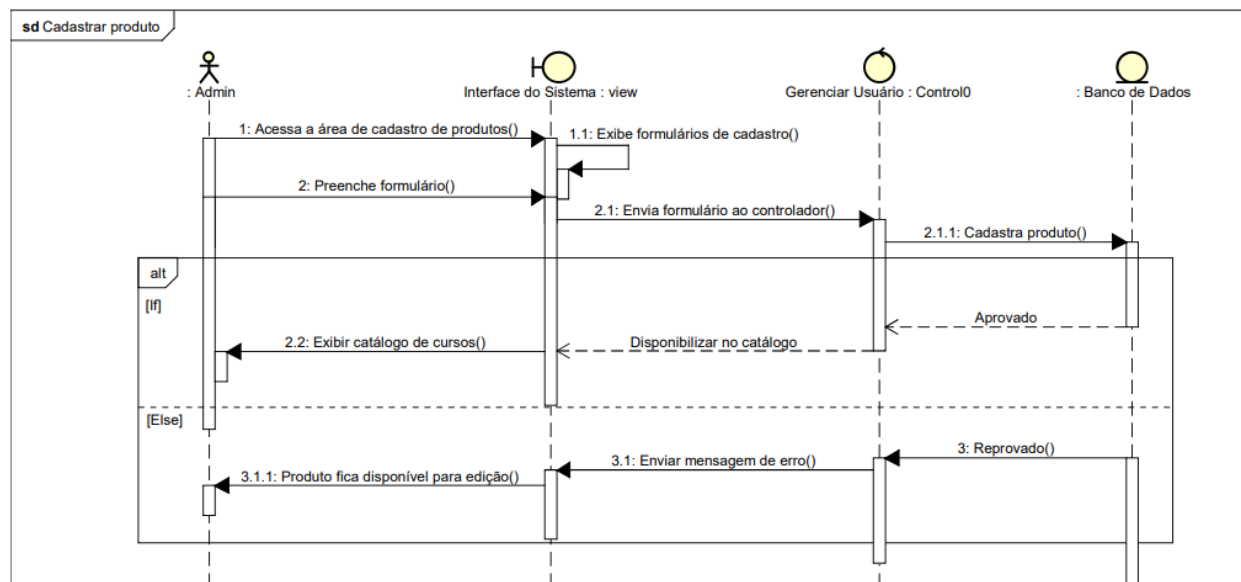 sd Cadastrar produto
: Admin
Interface do Sistema : view
Gerenciar Usuário : Control0
: Banco de Dados
1: Acessa a área de cadastro de produtos()
1.1: Exibe formulários de cadastro()
2: Preenche formulário()
2.1: Envia formulário ao controlador()
2.1.1: Cadastra produto()
alt
[If]
Aprovado
2.2: Exibir catálogo de cursos()
Disponibilizar no catálogo
[Else]
3: Reprovado()
3.1: Enviar mensagem de erro()
3.1.1: Produto fica disponível para edição()